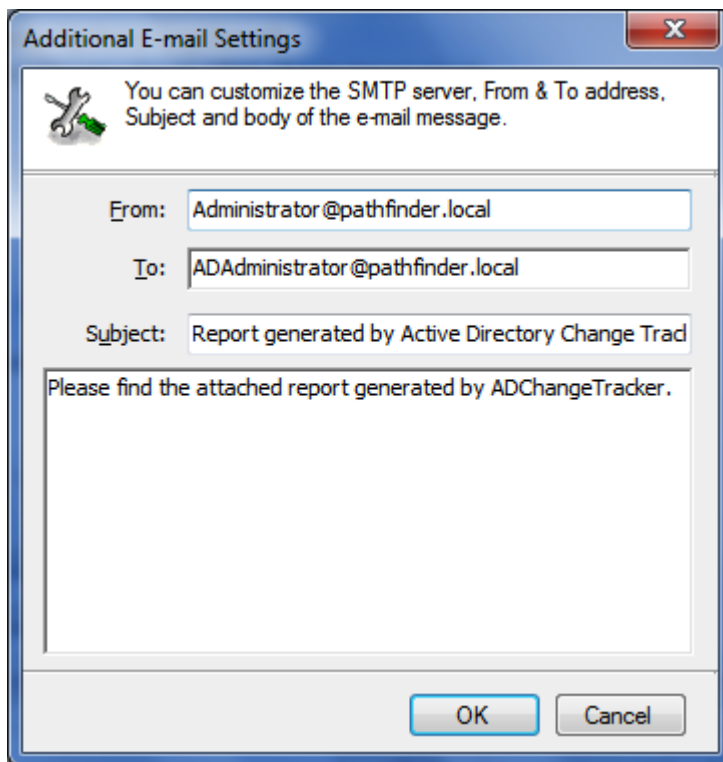 Additional E-mail Settings
You can customize the SMTP server, From & To address,
Subject and body of the e-mail message.
From: Administrator@pathfinder.local
To: ADAdministrator@pathfinder.local
Subject: Report generated by Active Directory Change
Please find the attached report generated by ADChangeTracker.
OK Cancel